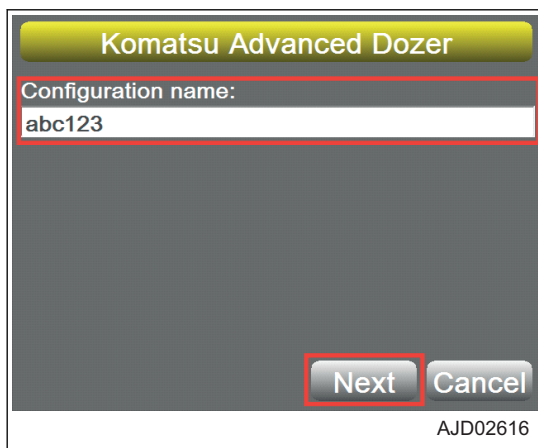 Komatsu Advanced Dozer
Configuration name:
abc123
Next Cancel
AJD02616